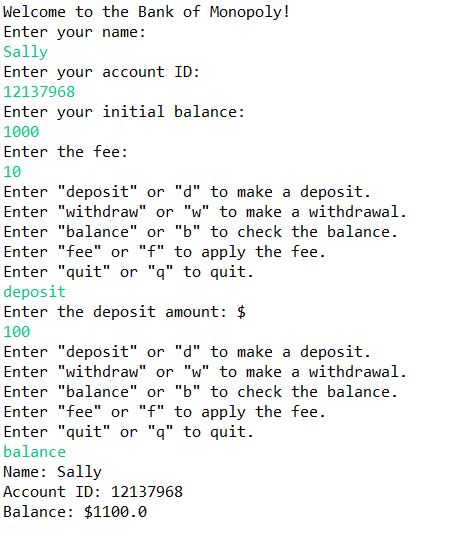 Welcome to the Bank of Monopoly!
Enter your name:
Sally
Enter your account ID:
12137968
Enter your initial balance:
1000
Enter the fee:
10
Enter "deposit" or "d" to make a deposit.
Enter "withdraw" or "w" to make a withdrawal.
Enter "balance" or "b" to check the balance.
Enter "fee" or "f" to apply the fee.
Enter "quit" or "q" to quit.
deposit
Enter the deposit amount: $
100
Enter "deposit" or "d" to make a deposit.
Enter "withdraw" or "w" to make a withdrawal.
Enter "balance" or "b" to check the balance.
Enter "fee" or "f" to apply the fee.
Enter "quit" or "q" to quit.
balance
Name: Sally
Account ID: 12137968
Balance: $1100.0